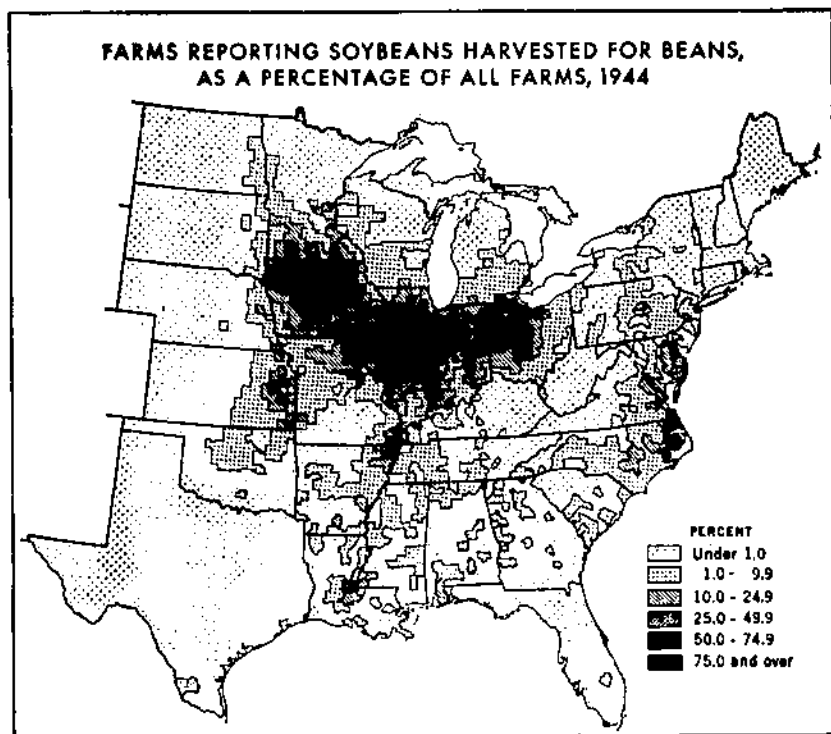 FARMS REPORTING SOYBEANS HARVESTED FOR BEANS,
AS A PERCENTAGE OF ALL FARMS, 1944
PERCENT
Under 1.0
1.0 - 9.9
10.0 - 24.9
25.0 - 49.9
50.0 - 74.9
75.0 and over